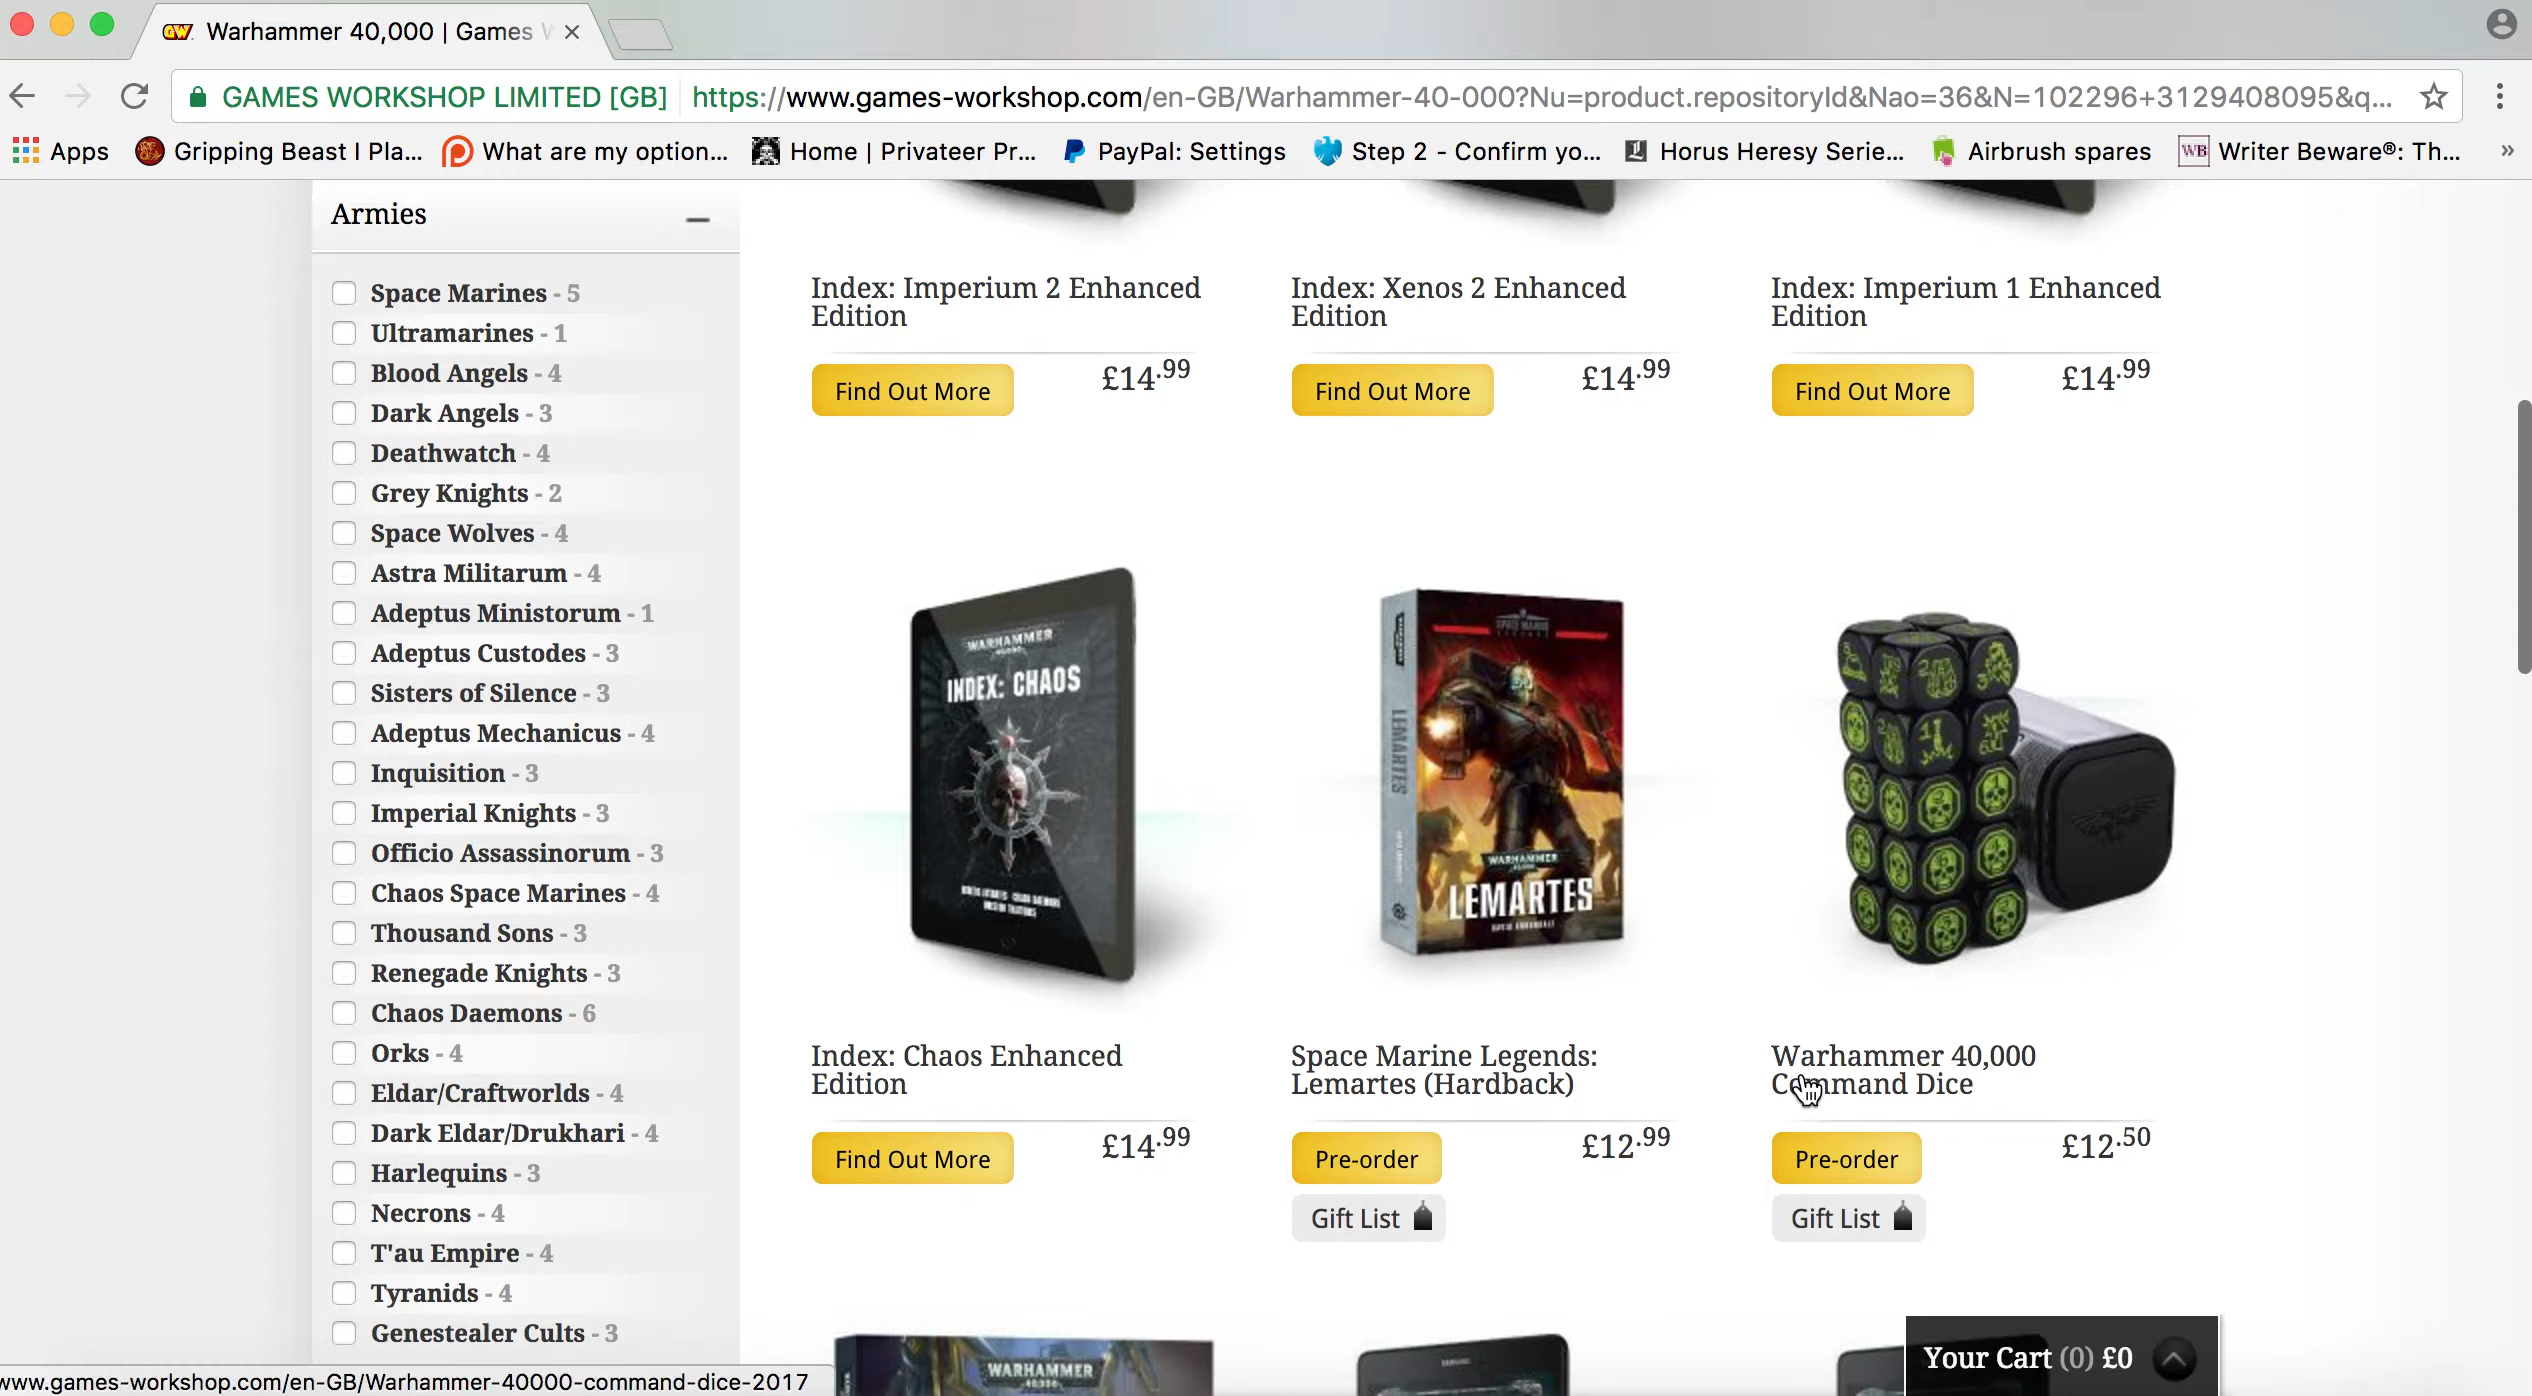 Warhammer 40,000 | Games W
GAMES WORKSHOP LIMITED [GB]
https://www.games-workshop.com/en-GB/Warhammer-40-000?Nu=product.repositoryId&Nao=36&N=102296+3129408095&q...
Apps
Gripping Beast I Pla...
What are my option...
Home | Privateer Pr...
PayPal: Settings
Step 2 - Confirm yo...
Horus Heresy Serie...
Airbrush spares
WB
Writer Beware®: Th...
»
Armies
Space Marines - 5
Ultramarines - 1
Blood Angels - 4
Dark Angels - 3
Deathwatch - 4
Grey Knights - 2
Space Wolves - 4
Astra Militarum - 4
Adeptus Ministorum - 1
Adeptus Custodes - 3
Sisters of Silence - 3
Adeptus Mechanicus - 4
Inquisition - 3
Imperial Knights - 3
Officio Assassinorum - 3
Chaos Space Marines - 4
Thousand Sons - 3
Renegade Knights - 3
Chaos Daemons - 6
Orks - 4
Eldar/Craftworlds - 4
Dark Eldar/Drukhari - 4
Harlequins - 3
Necrons - 4
T'au Empire - 4
Tyranids - 4
Genestealer Cults - 3
Index: Imperium 2 Enhanced
Edition
Find Out More
£14.99
Index: Xenos 2 Enhanced
Edition
Find Out More
£14.99
Index: Imperium 1 Enhanced
Edition
Find Out More
£14.99
WARHAMMER
40,000
INDEX: CHAOS
LEMARTES
WARHAMMER
40,000
LEMARTES
Index: Chaos Enhanced
Edition
Find Out More
£14.99
Space Marine Legends:
Lemartes (Hardback)
Pre-order
£12.99
Gift List
Warhammer 40,000
Command Dice
Pre-order
£12.50
Gift List
WARHAMMER
40,000
SAMSUNG
Your Cart (0) £0
www.games-workshop.com/en-GB/Warhammer-40000-command-dice-2017